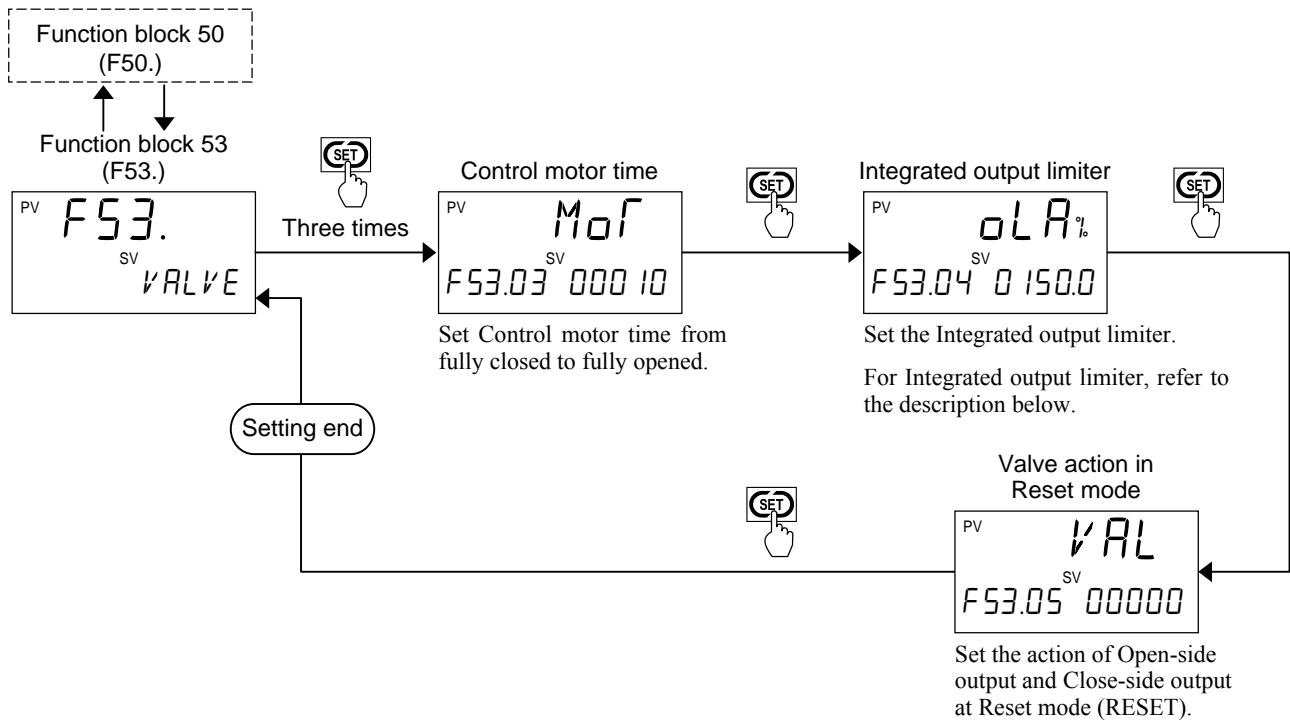 Function block 50
(F50.)
Function block 53
(F53.)
PV F53.
SV
VALVE
SET
Three times
Control motor time
PV MoT
SV
F53.03 00010
Set Control motor time from
fully closed to fully opened.
SET
Integrated output limiter
PV oLA%
SV
F53.04 0150.0
Set the Integrated output limiter.
For Integrated output limiter, refer to
the description below.
SET
Valve action in
Reset mode
PV VAL
SV
F53.05 00000
Set the action of Open-side
output and Close-side output
at Reset mode (RESET).
SET
Setting end